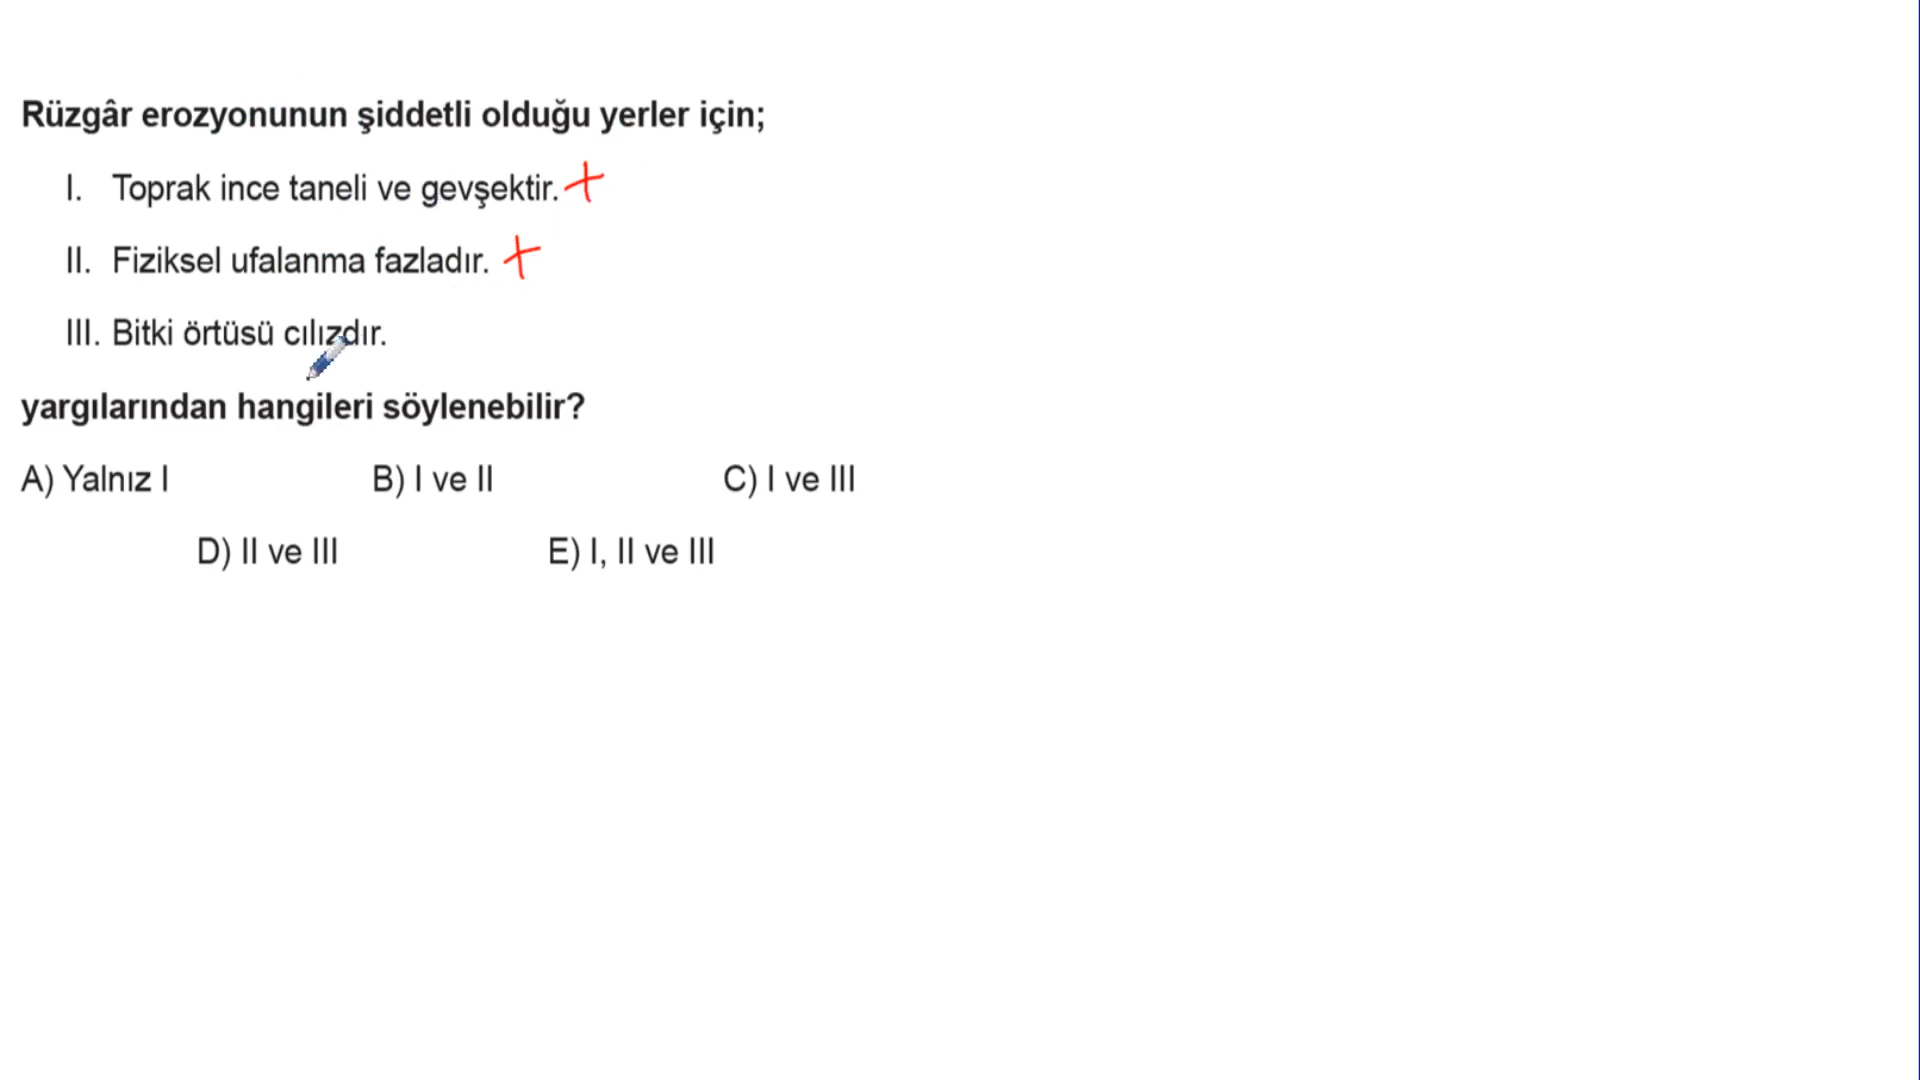 Rüzgâr erozyonunun şiddetli olduğu yerler için;
I. Toprak ince taneli ve gevşektir. +
II. Fiziksel ufalanma fazladır. +
III. Bitki örtüsü cılızdır.
yargılarından hangileri söylenebilir?
A) Yalnız I B) I ve II C) I ve III
D) II ve III E) I, II ve III